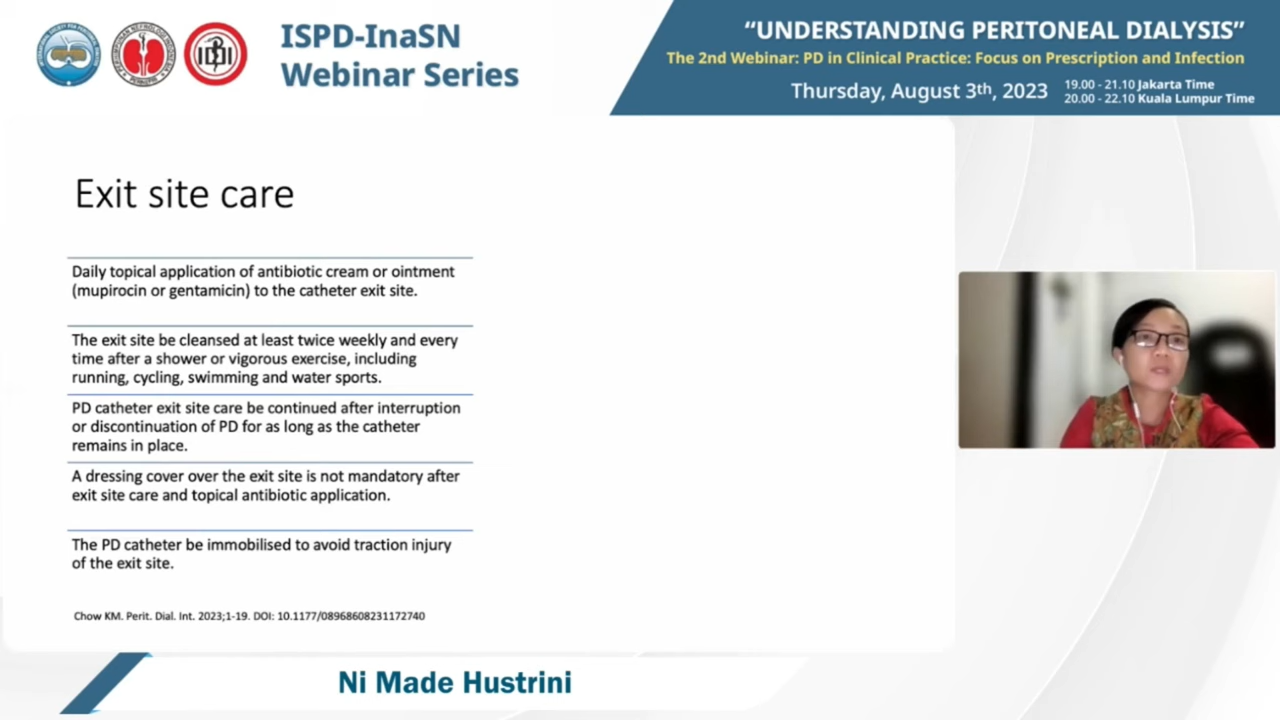 ISPD-InaSN
Webinar Series
“UNDERSTANDING PERITONEAL DIALYSIS”
The 2nd Webinar: PD in Clinical Practice: Focus on Prescription and Infection
Thursday, August 3th, 2023
19.00 - 21.10 Jakarta Time
20.00 - 22.10 Kuala Lumpur Time
Exit site care
Daily topical application of antibiotic cream or ointment
(mupirocin or gentamicin) to the catheter exit site.
The exit site be cleansed at least twice weekly and every
time after a shower or vigorous exercise, including
running, cycling, swimming and water sports.
PD catheter exit site care be continued after interruption
or discontinuation of PD for as long as the catheter
remains in place.
A dressing cover over the exit site is not mandatory after
exit site care and topical antibiotic application.
The PD catheter be immobilised to avoid traction injury
of the exit site.
Chow KM. Perit. Dial. Int. 2023;1-19. DOI: 10.1177/08968608231172740
Ni Made Hustrini